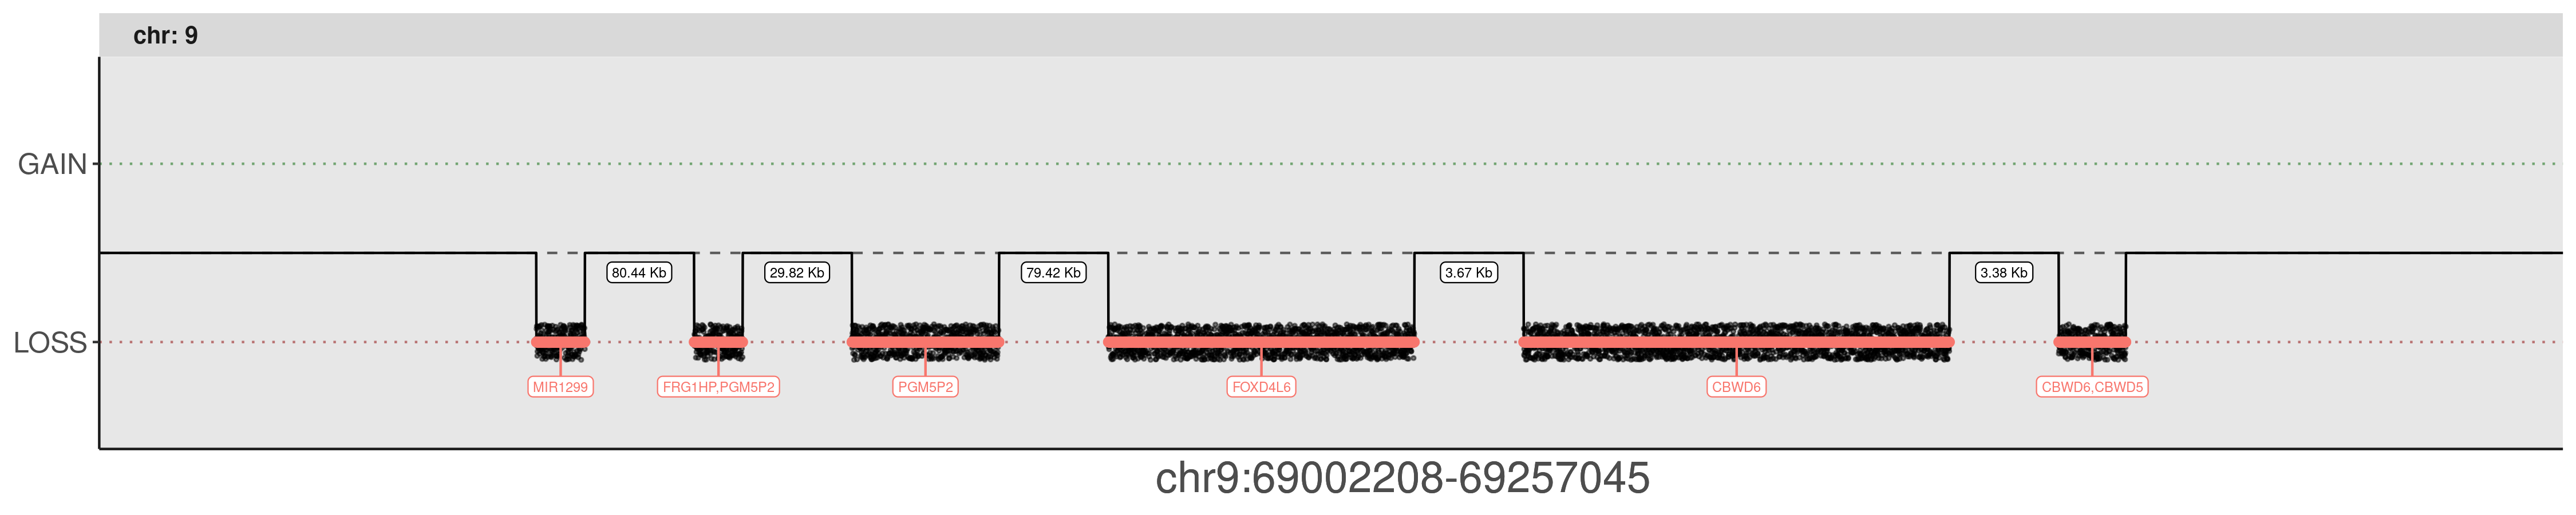 chr: 9
GAIN
80.44 Kb
29.82 Kb
79.42 Kb
3.67 Kb
3.38 Kb
LOSS
MIR1299
FRG1HP,PGM5P2
PGM5P2
FOXD4L6
CBWD6
CBWD6,CBWD5
chr9:69002208-69257045